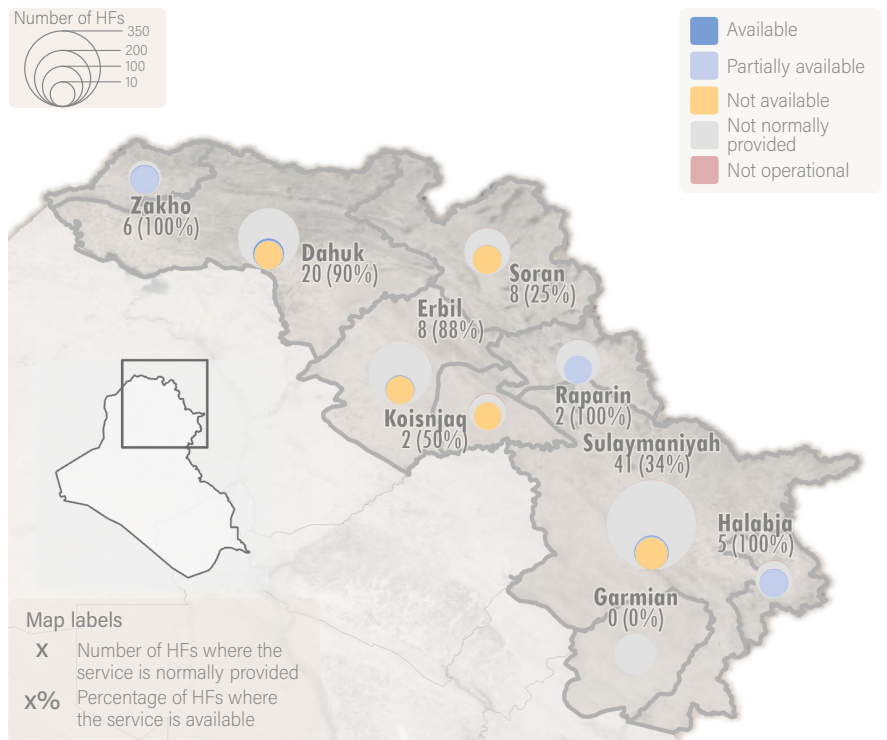 Number of HFs
350
200
100
10
Available
Partially available
Not available
Not normally
provided
Not operational
Zakho
6 (100%)
Dahuk
20 (90%)
Soran
8 (25%)
Erbil
8 (88%)
Raparin
2 (100%)
Koisnjaq
2 (50%)
Sulaymaniyah
41 (34%)
Halabja
5 (100%)
Garmian
0 (0%)
Map labels
X Number of HFs where the
service is normally provided
x% Percentage of HFs where
the service is available